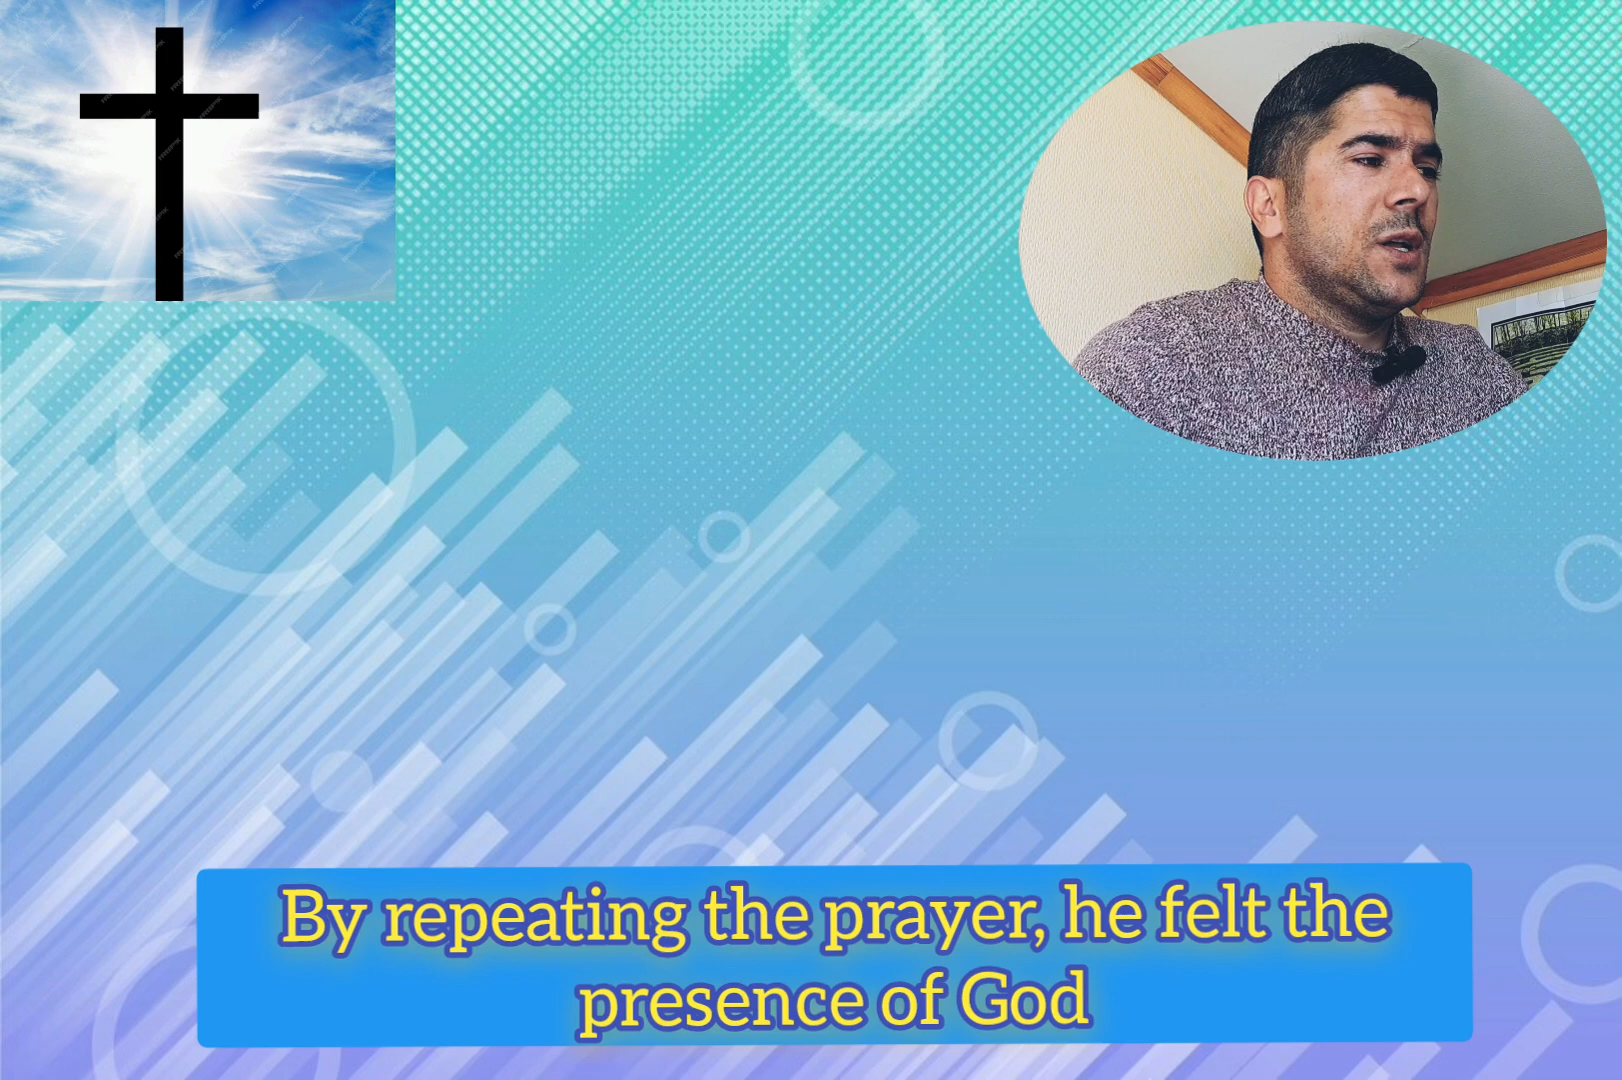 By repeating the prayer, he felt the
presence of God